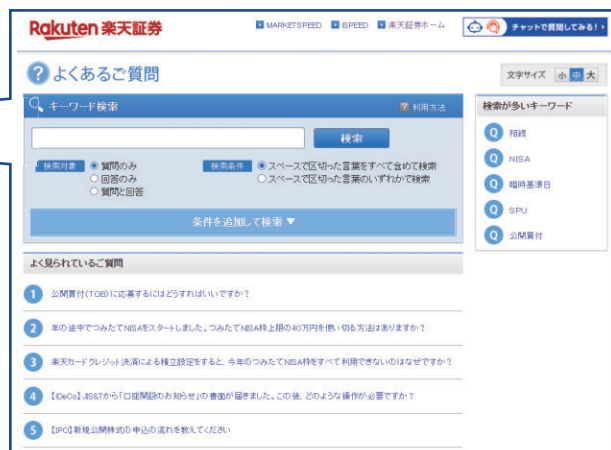 Rakuten 楽天証券
MARKETSPEED iSPEED 楽天証券ホーム
チャットで質問してみる!
? よくあるご質問
文字サイズ 小 中 大
キーワード検索
? 利用方法
検索
検索対象 質問のみ
回答のみ
質問と回答
検索条件 スペースで区切った言葉をすべて含めて検索
スペースで区切った言葉のいずれかで検索
条件を追加して検索 ▼
検索が多いキーワード
Q 相続
Q NISA
Q 臨時基準日
Q SPU
Q 公開買付
よく見られているご質問
1 公開買付(TOB)に応募するにはどうすればいいですか?
2 年の途中でつみたてNISAをスタートしました。つみたてNISA枠上限の40万円を使い切る方法はありますか?
3 楽天カードクレジット決済による積立設定をすると、今年のつみたてNISA枠をすべて利用できないのはなぜですか?
4 【iDeCo】JIS&Tから「口座開設のお知らせ」の書面が届きました。この後、どのような操作が必要ですか?
5 【IPO】新規公開株式の申込の流れを教えてください